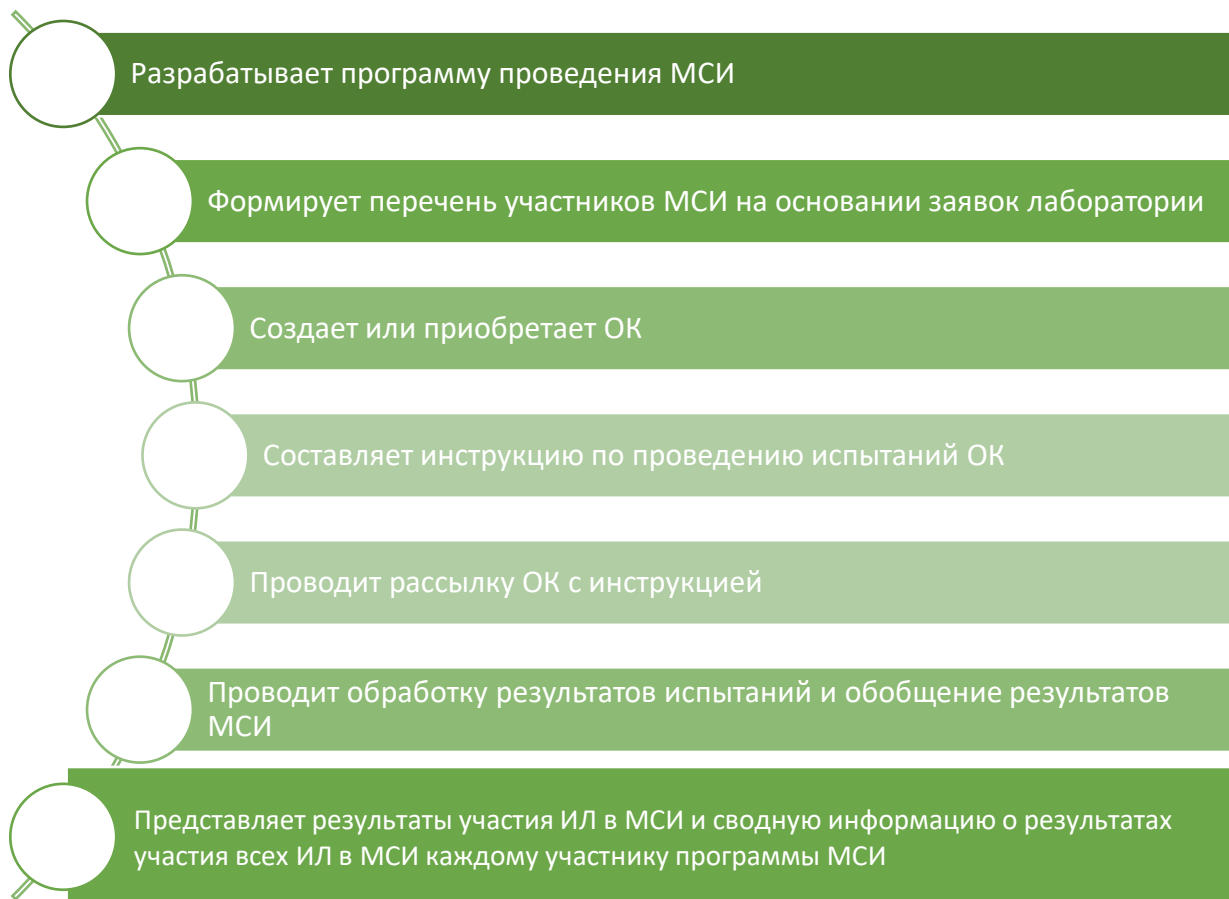 Разрабатывает программу проведения МСИ
Формирует перечень участников МСИ на основании заявок лаборатории
Создает или приобретает ОК
Составляет инструкцию по проведению испытаний ОК
Проводит рассылку ОК с инструкцией
Проводит обработку результатов испытаний и обобщение результатов
МСИ
Представляет результаты участия ИЛ в МСИ и сводную информацию о результатах
участия всех ИЛ в МСИ каждому участнику программы МСИ